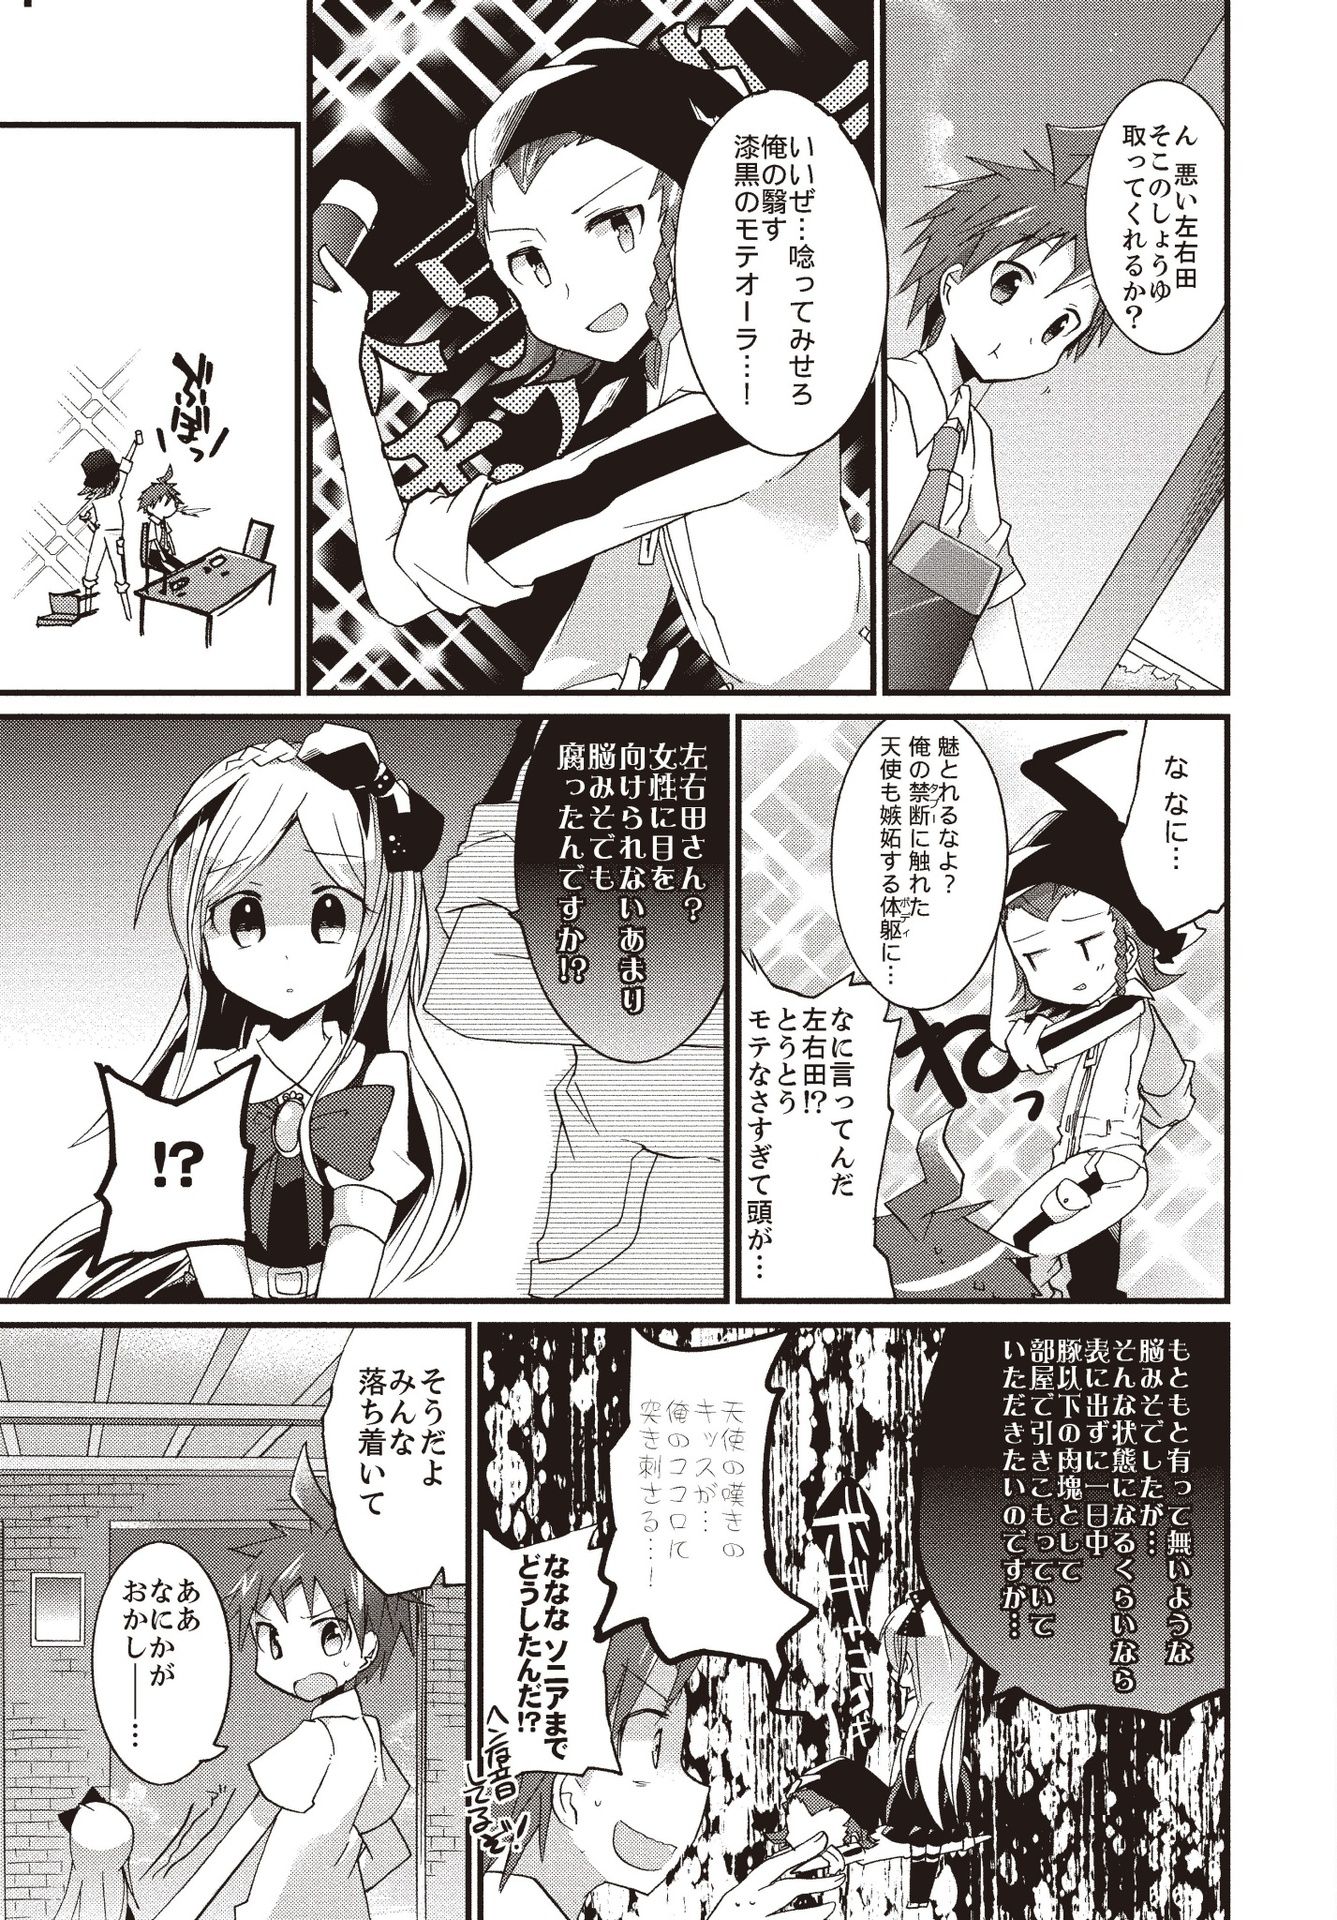 ん 悪い左右田
そこのしょうゆ
取ってくれるか？
いいぜ…唸ってみせろ
俺の翳す
漆黒のモテオーラ…！
でぶぼっ
な なに…
魅とれるなよ？
俺の禁断に触れた
タブー
天使も嫉妬する体躯に…
ボディ
ねっ
なに言ってんだ
左右田!?
とうとう
モテなさすぎて頭が…
左右田さん？
女性に目を
向けられないあまり
脳みそでも
腐ったんですか!?
!?
もともと有って無いような
脳みそでしたが…
そんな状態になるくらいなら
表に出ずに一日中
豚以下の肉塊として
部屋で引きこもっていて
いただきたいのですが…
天使の嘆きの
キッスが…
俺のココロに
突き刺さる…！
ななな ソニアまで
どうしたんだ!?
ヘンな音
してるぞ!
そうだよ
みんな
落ち着いて
ああ
なにかが
おかし――…